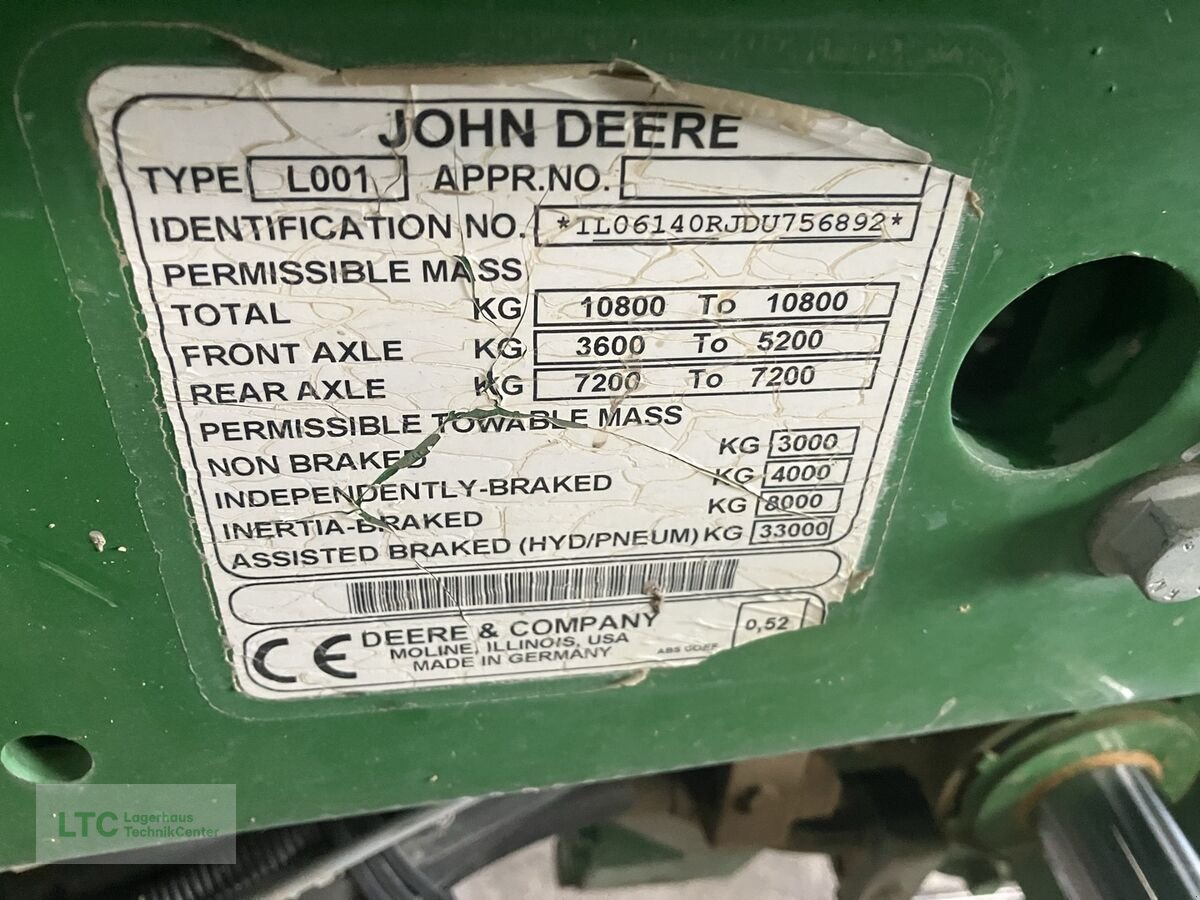 JOHN DEERE
TYPE L001 APPR.NO.
IDENTIFICATION NO. *1L06140RJDU756892*
PERMISSIBLE MASS
TOTAL KG 10800 To 10800
FRONT AXLE KG 3600 To 5200
REAR AXLE KG 7200 To 7200
PERMISSIBLE TOWABLE MASS
NON BRAKED KG 3000
INDEPENDENTLY-BRAKED KG 4000
INERTIA-BRAKED KG 8000
ASSISTED BRAKED (HYD/PNEUM) KG 33000
CE DEERE & COMPANY 0,52
MOLINE, ILLINOIS, USA
MADE IN GERMANY ABS
LTC Lagerhaus
TechnikCenter